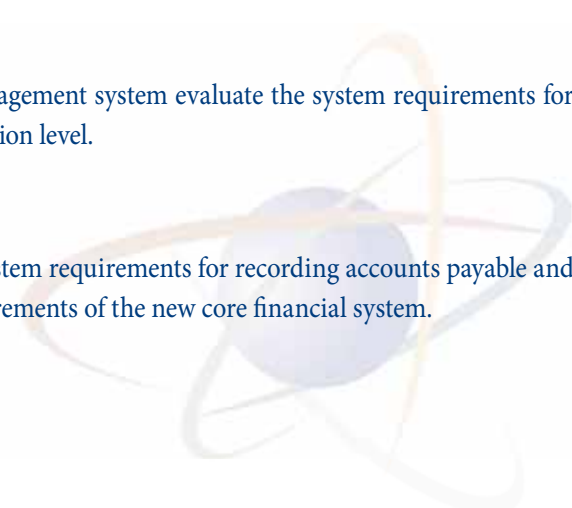 agement system evaluate the system requirements for
ion level.
stem requirements for recording accounts payable and
rements of the new core financial system.